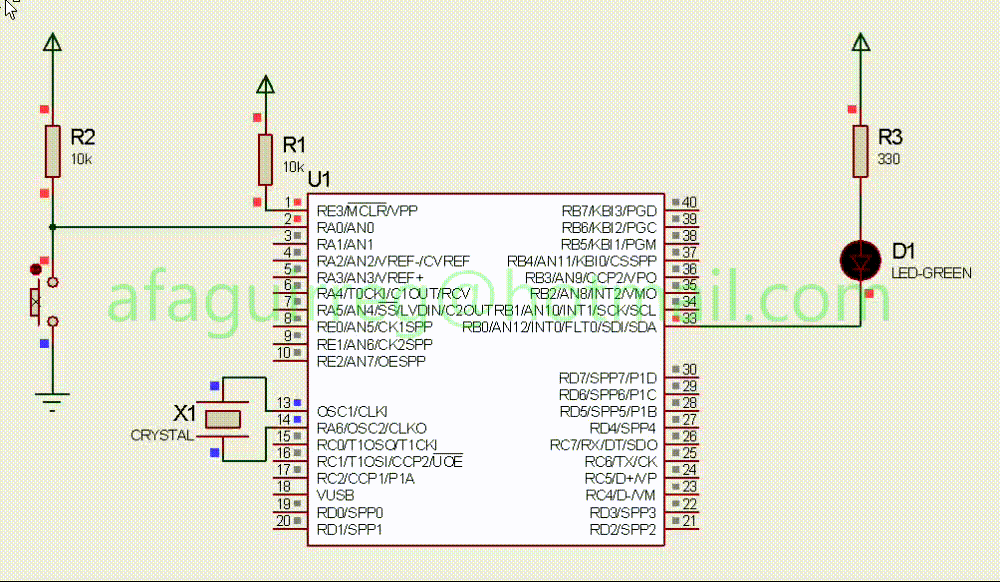 R2
10k
R1
10k
R3
330
U1
D1
LED-GREEN
X1
CRYSTAL
1 RE3/MCLR/VPP
2 RA0/AN0
3 RA1/AN1
4 RA2/AN2/VREF-/CVREF
5 RA3/AN3/VREF+
6 RA4/T0CKI/C1OUT/RCV
7 RA5/AN4/SS/LVDIN/C2OUT
8 RE0/AN5/CK1SPP
9 RE1/AN6/CK2SPP
10 RE2/AN7/OESPP
13 OSC1/CLKI
14 RA6/OSC2/CLKO
15 RC0/T1OSO/T1CKI
16 RC1/T1OSI/CCP2/UOE
17 RC2/CCP1/P1A
18 VUSB
19 RD0/SPP0
20 RD1/SPP1
RB7/KBI3/PGD 40
RB6/KBI2/PGC 39
RB5/KBI1/PGM 38
RB4/AN11/KBI0/CSSPP 37
RB3/AN9/CCP2/VPO 36
RB2/AN8/INT2/VMO 35
RB1/AN10/INT1/SCK/SCL 34
RB0/AN12/INT0/FLT0/SDI/SDA 33
RD7/SPP7/P1D 30
RD6/SPP6/P1C 29
RD5/SPP5/P1B 28
RD4/SPP4 27
RC7/RX/DT/SDO 26
RC6/TX/CK 25
RC5/D+/VP 24
RC4/D-/VM 23
RD3/SPP3 22
RD2/SPP2 21